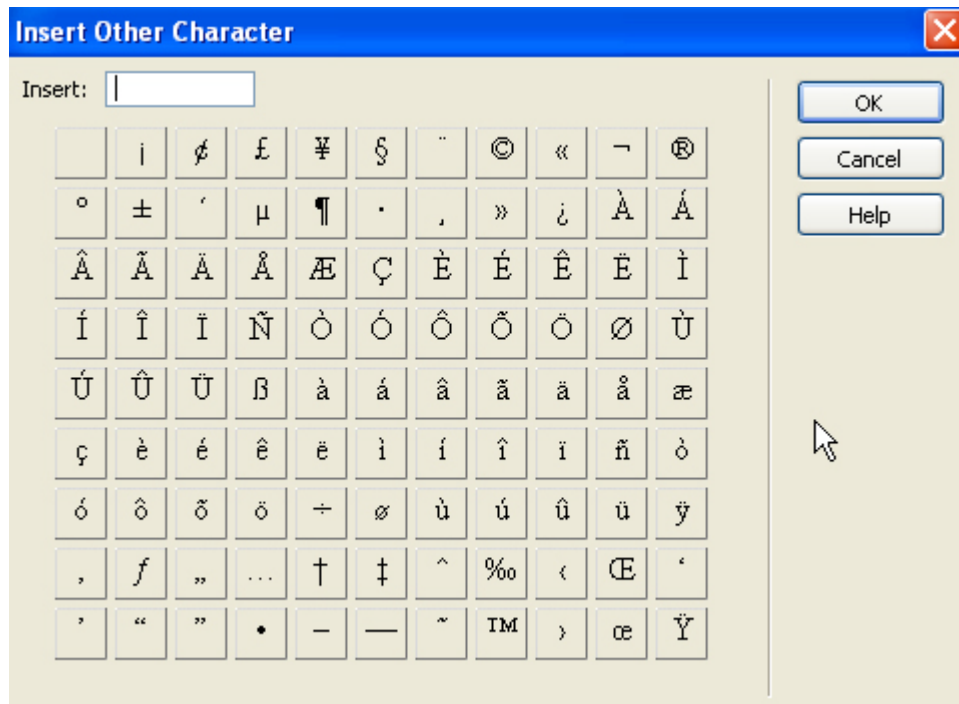 Insert Other Character
Insert:
OK
Cancel
Help
¡ ¢ £ ¥ § ¨ © « ¬ ®
° ± ´ µ ¶ · ¸ » ¿ À Á
Â Ã Ä Å Æ Ç È É Ê Ë Ì
Í Î Ï Ñ Ò Ó Ô Õ Ö Ø Ù
Ú Û Ü ß à á â ã ä å æ
ç è é ê ë ì í î ï ñ ò
ó ô õ ö ÷ ø ù ú û ü ÿ
‚ ƒ „ … † ‡ ˆ ‰ ‹ Œ ‘
’ “ ” • – — ˜ ™ › œ Ÿ